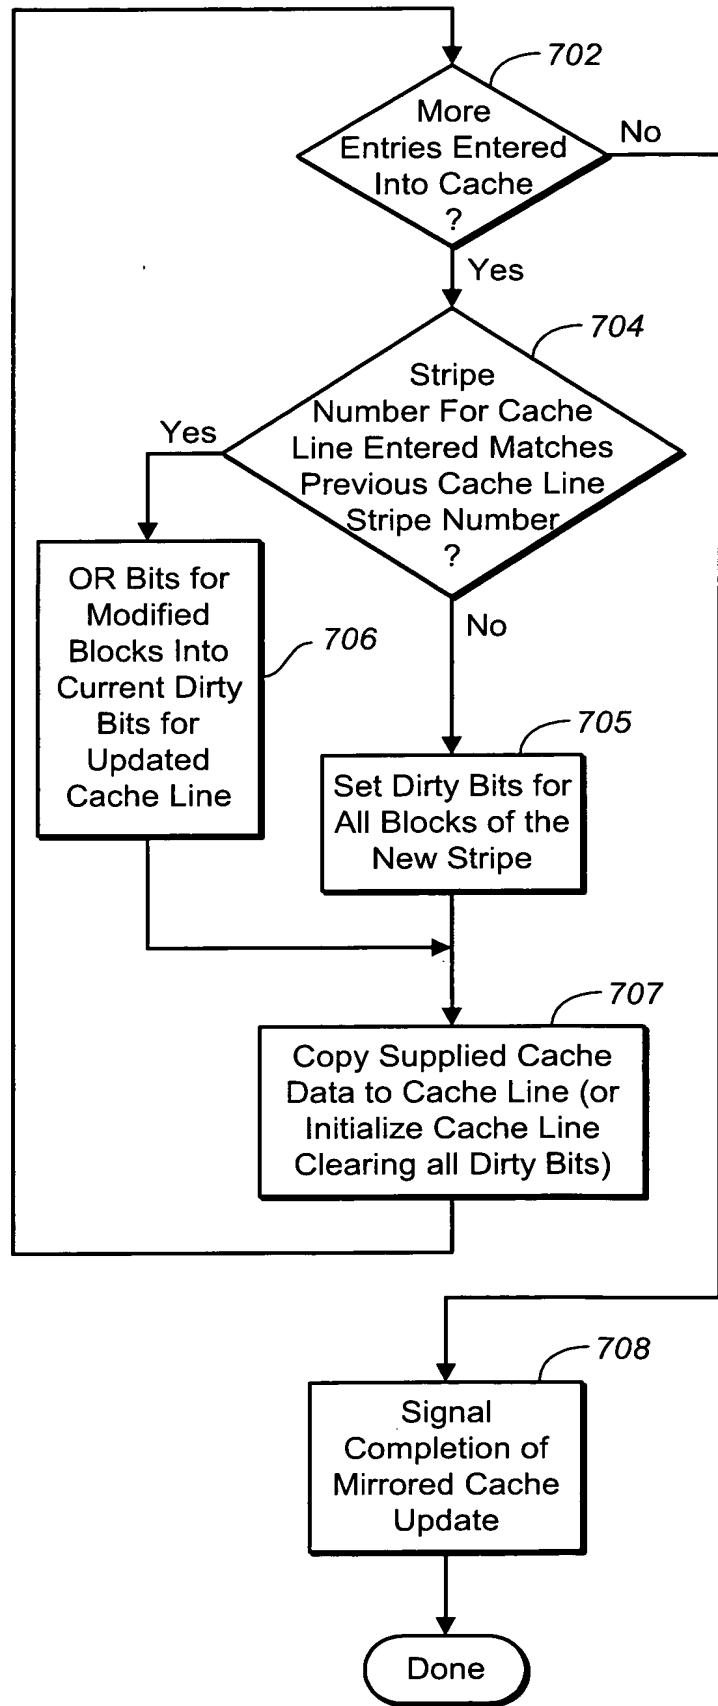 702
More
Entries Entered
Into Cache
?
No
Yes
704
Stripe
Number For Cache
Line Entered Matches
Previous Cache Line
Stripe Number
?
Yes
No
OR Bits for
Modified
Blocks Into
Current Dirty
Bits for
Updated
Cache Line
706
705
Set Dirty Bits for
All Blocks of the
New Stripe
707
Copy Supplied Cache
Data to Cache Line (or
Initialize Cache Line
Clearing all Dirty Bits)
708
Signal
Completion of
Mirrored Cache
Update
Done